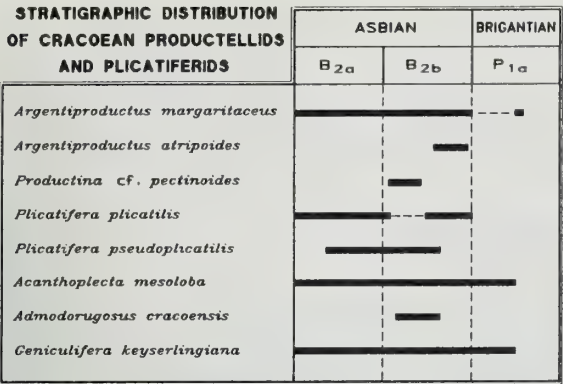 STRATIGRAPHIC DISTRIBUTION
OF CRACOEAN PRODUCTELLIDS
AND PLICATIFERIDS
ASBIAN
BRIGANTIAN
B2a
B2b
P1a
Argentiproductus margaritaceus
Argentiproductus atripoides
Productina cf. pectinoides
Plicatifera plicatilis
Plicatifera pseudoplicatilis
Acanthoplecta mesoloba
Admodorugosus cracoensis
Geniculifera keyserlingiana